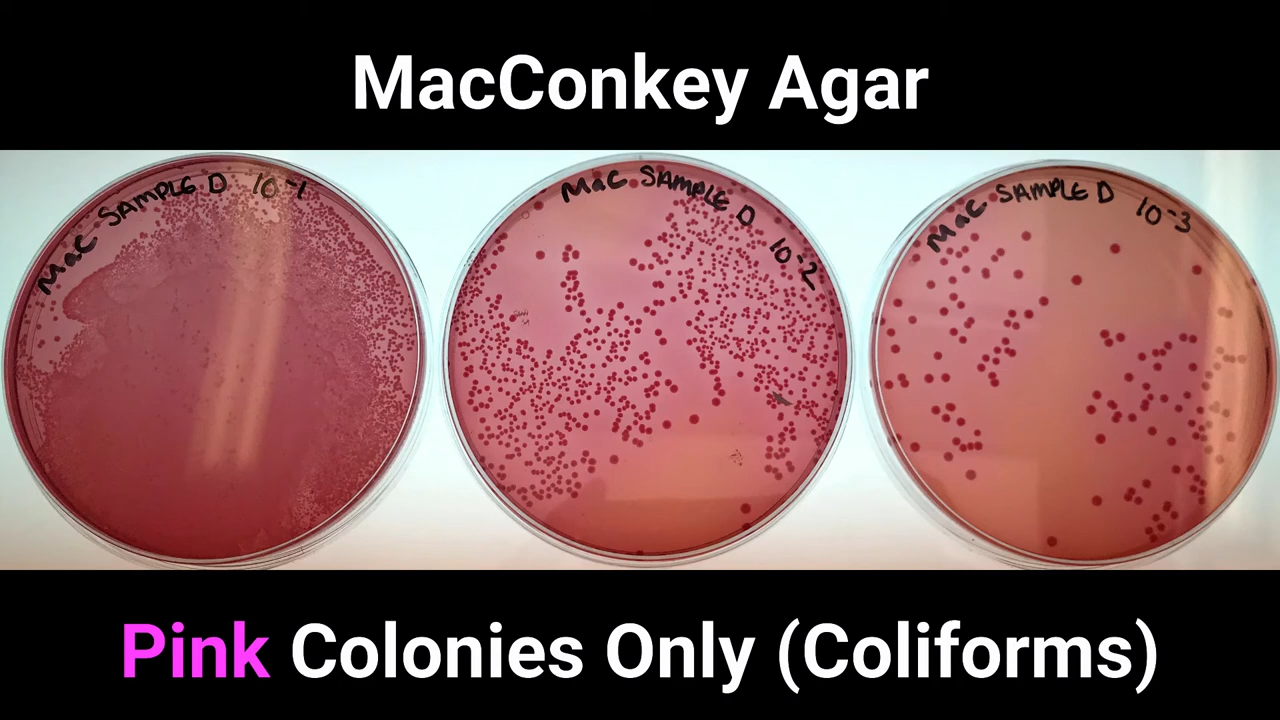 MacConkey Agar
MaC SAMPLE D 10⁻¹
MaC SAMPLE D 10⁻²
MaC SAMPLE D 10⁻³
Pink Colonies Only (Coliforms)